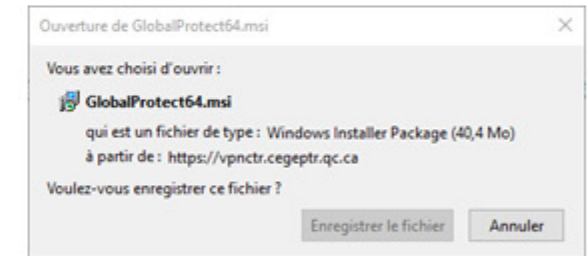 Ouverture de GlobalProtect64.msi
Vous avez choisi d'ouvrir :
GlobalProtect64.msi
qui est un fichier de type : Windows Installer Package (40,4 Mo)
à partir de : https://vpnctr.cegeptr.qc.ca
Voulez-vous enregistrer ce fichier ?
Enregistrer le fichier Annuler